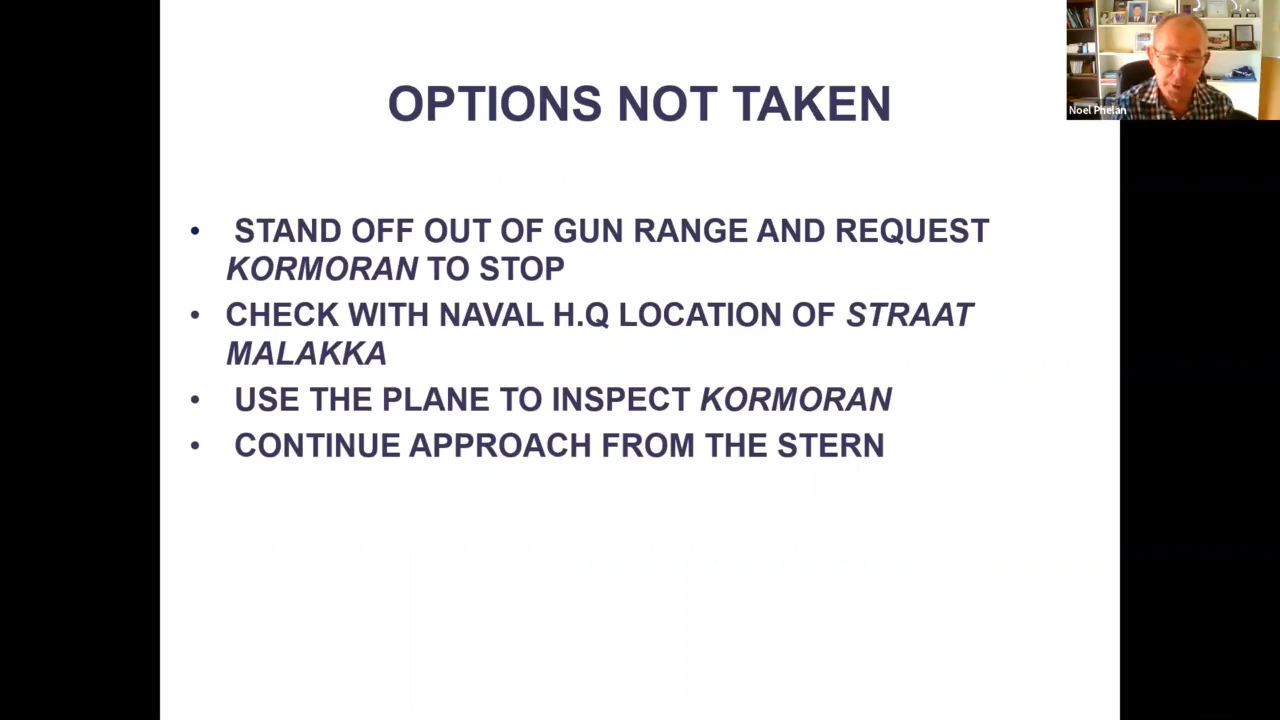 OPTIONS NOT TAKEN
Noel Phelan
• STAND OFF OUT OF GUN RANGE AND REQUEST
KORMORAN TO STOP
• CHECK WITH NAVAL H.Q LOCATION OF STRAAT
MALAKKA
• USE THE PLANE TO INSPECT KORMORAN
• CONTINUE APPROACH FROM THE STERN